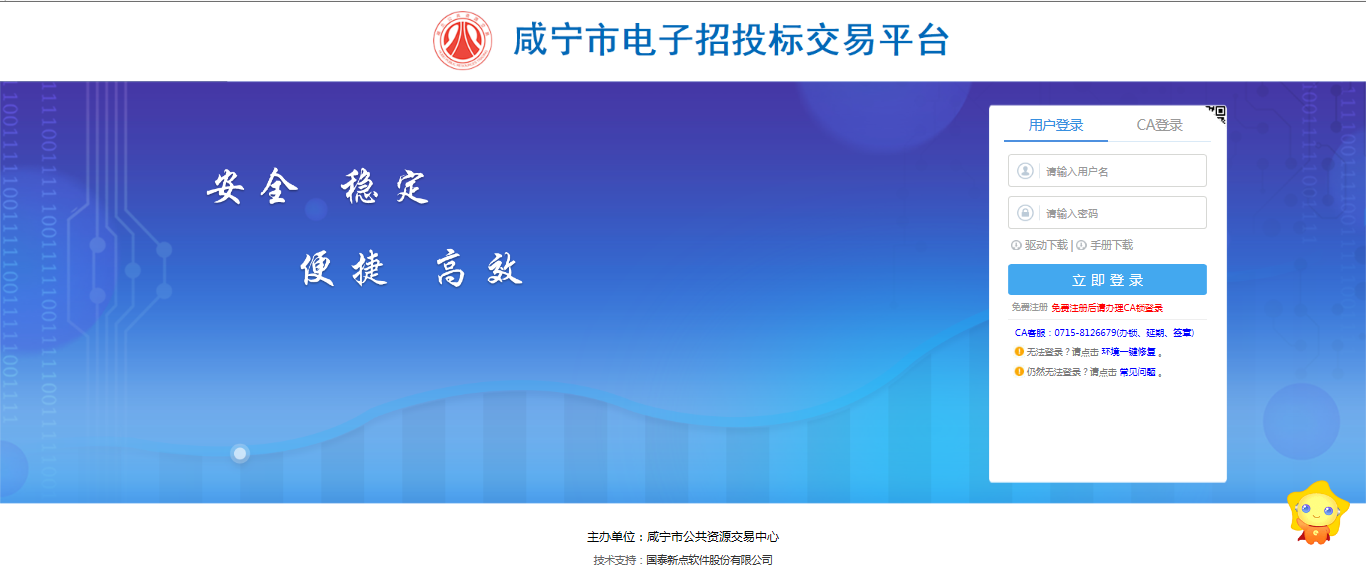 咸宁市电子招投标交易平台
安全 稳定
便捷 高效
用户登录 CA登录
请输入用户名
请输入密码
驱动下载 | 手册下载
立即登录
免费注册 免费注册后请办理CA锁登录
CA客服：0715-8126679(办锁、延期、签章)
无法登录？请点击 环境一键修复 。
仍然无法登录？请点击 常见问题 。
主办单位：咸宁市公共资源交易中心
技术支持：国泰新点软件股份有限公司